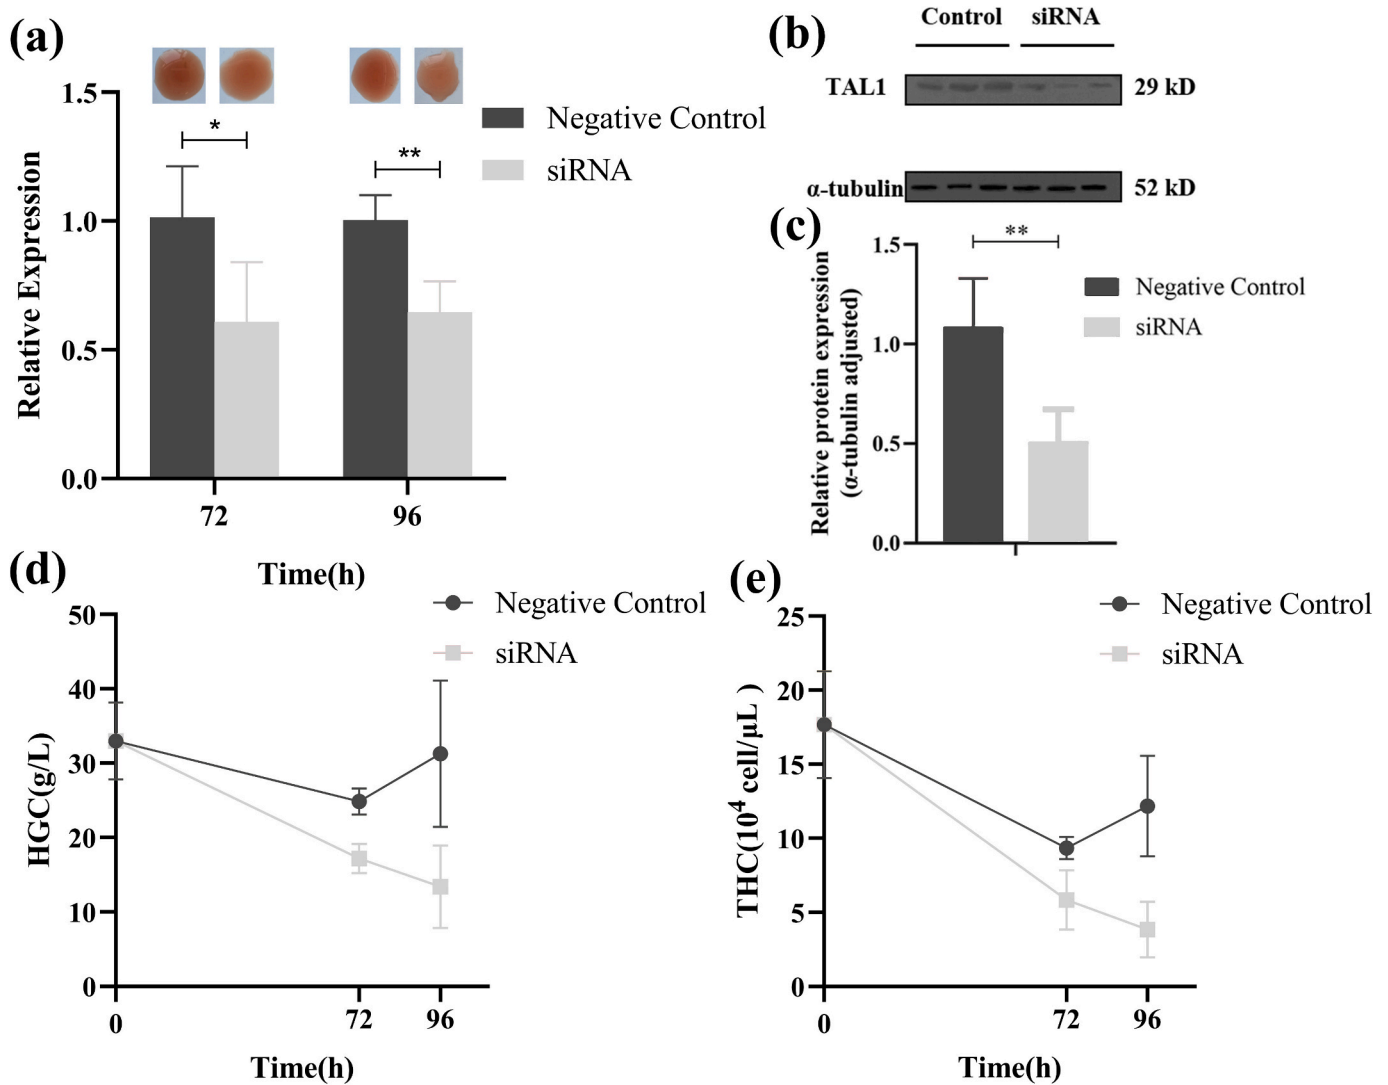 (a)
1.5
1.0
0.5
0.0
Relative Expression
*
**
Negative Control
siRNA
72
96
Time(h)
(b)
Control
siRNA
TAL1
29 kD
α-tubulin
52 kD
(c)
1.5
1.0
0.5
0.0
Relative protein expression
(α-tubulin adjusted)
**
Negative Control
siRNA
(d)
50
40
30
20
10
0
HGC(g/L)
Negative Control
siRNA
0
72
96
Time(h)
(e)
25
20
15
10
5
0
THC(10⁴ cell/μL )
Negative Control
siRNA
0
72
96
Time(h)